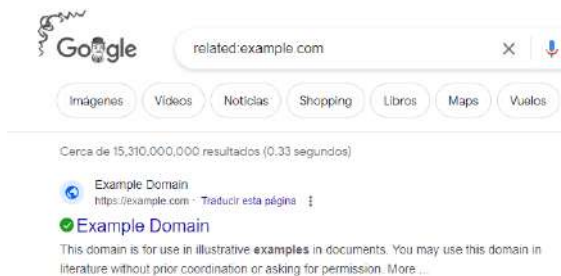 Google
related:example.com
Imágenes Videos Noticias Shopping Libros Maps Vuelos
Cerca de 15,310,000,000 resultados (0.33 segundos)
Example Domain
https://example.com · Traducir esta página
Example Domain
This domain is for use in illustrative examples in documents. You may use this domain in
literature without prior coordination or asking for permission. More ...